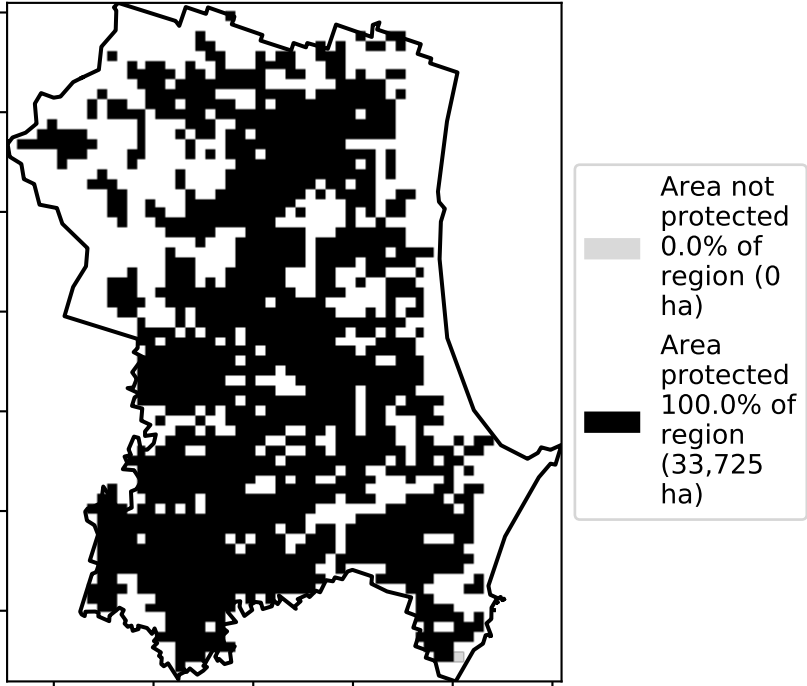 Area not
protected
0.0% of
region (0
ha)
Area
protected
100.0% of
region
(33,725
ha)